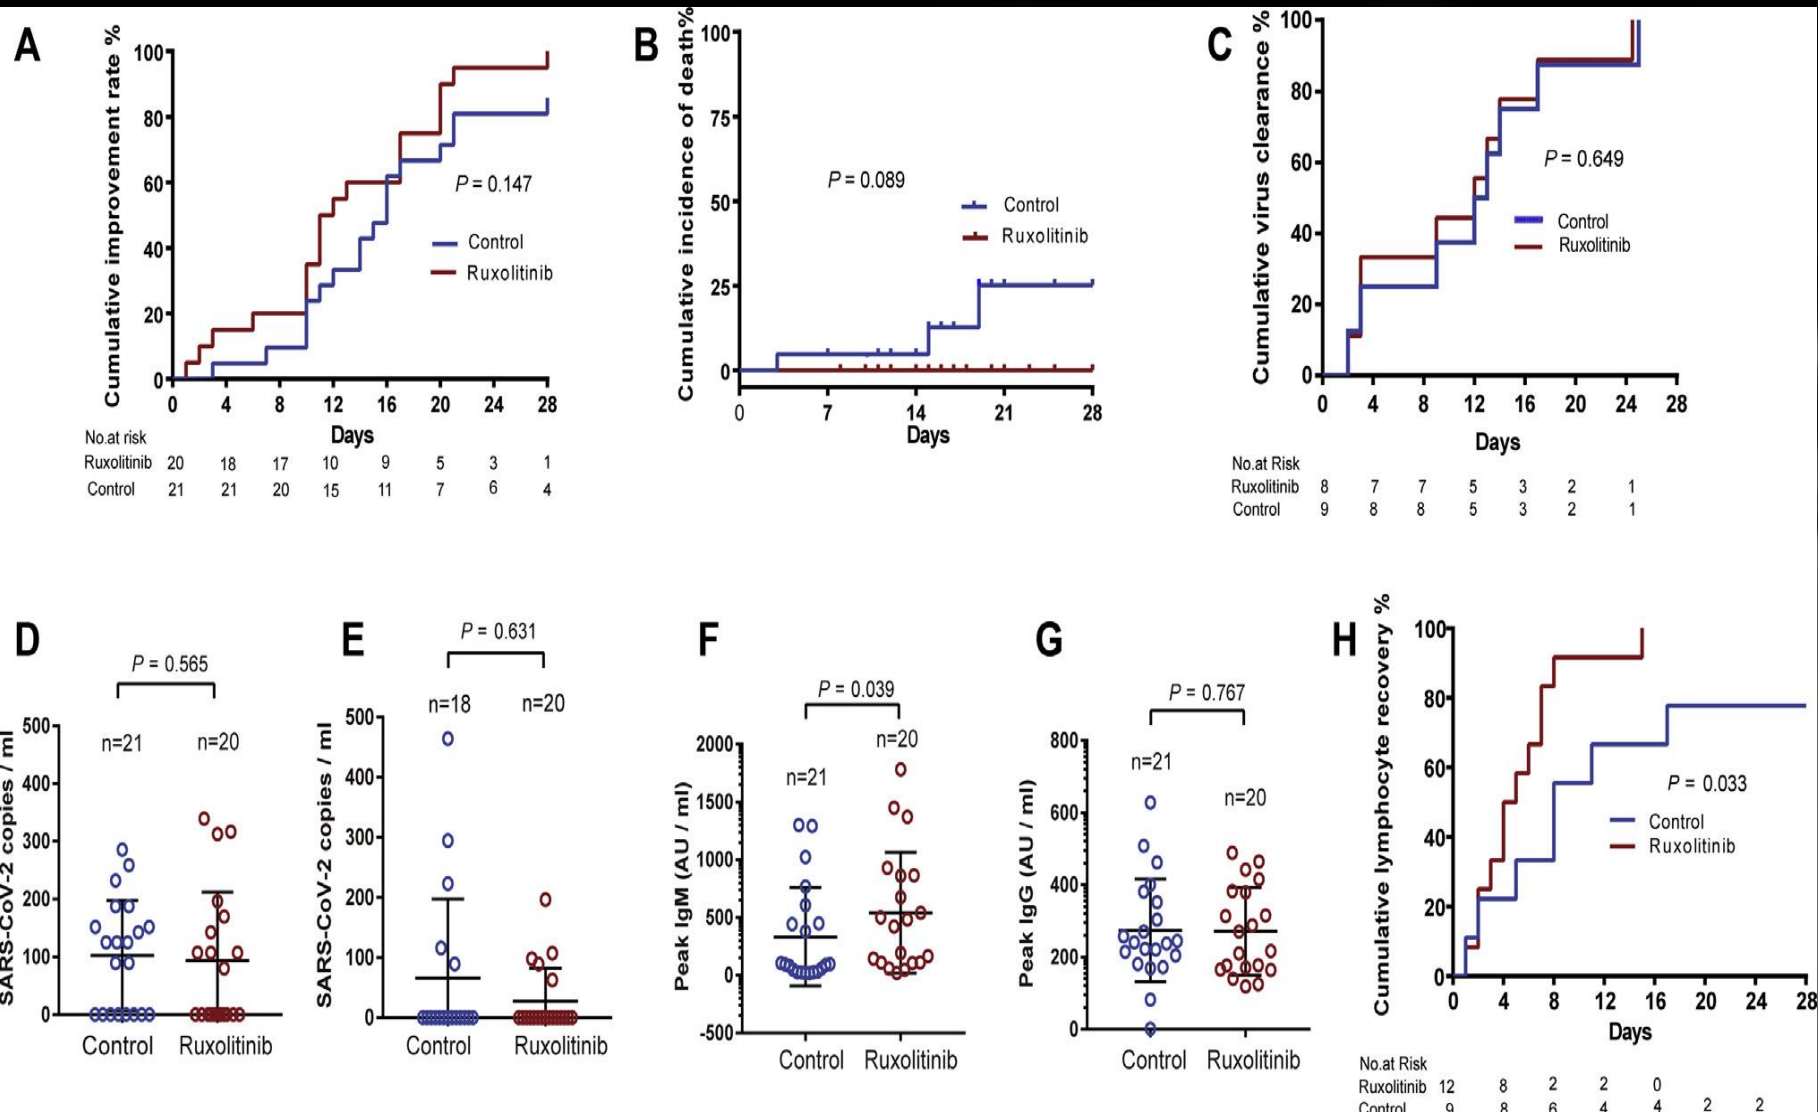 A
Cumulative improvement rate %
100
80
60
40
20
0
P = 0.147
Control
Ruxolitinib
0 4 8 12 16 20 24 28
Days
No.at risk
Ruxolitinib 20 18 17 10 9 5 3 1
Control 21 21 20 15 11 7 6 4
B
Cumulative incidence of death%
100
75
50
25
0
P = 0.089
Control
Ruxolitinib
0 7 14 21 28
Days
C
Cumulative virus clearance %
100
80
60
40
20
0
P = 0.649
Control
Ruxolitinib
0 4 8 12 16 20 24 28
Days
No.at Risk
Ruxolitinib 8 7 7 5 3 2 1
Control 9 8 8 5 3 2 1
D
SARS-CoV-2 copies / ml
P = 0.565
n=21 n=20
500
400
300
200
100
0
Control Ruxolitinib
E
SARS-CoV-2 copies / ml
P = 0.631
n=18 n=20
500
400
300
200
100
0
Control Ruxolitinib
F
Peak IgM (AU / ml)
P = 0.039
n=21 n=20
2000
1500
1000
500
0
-500
Control Ruxolitinib
G
Peak IgG (AU / ml)
P = 0.767
n=21 n=20
800
600
400
200
0
Control Ruxolitinib
H
Cumulative lymphocyte recovery %
100
80
60
40
20
0
P = 0.033
Control
Ruxolitinib
0 4 8 12 16 20 24 28
Days
No.at Risk
Ruxolitinib 12 8 2 2 0
Control 9 8 6 4 4 2 2